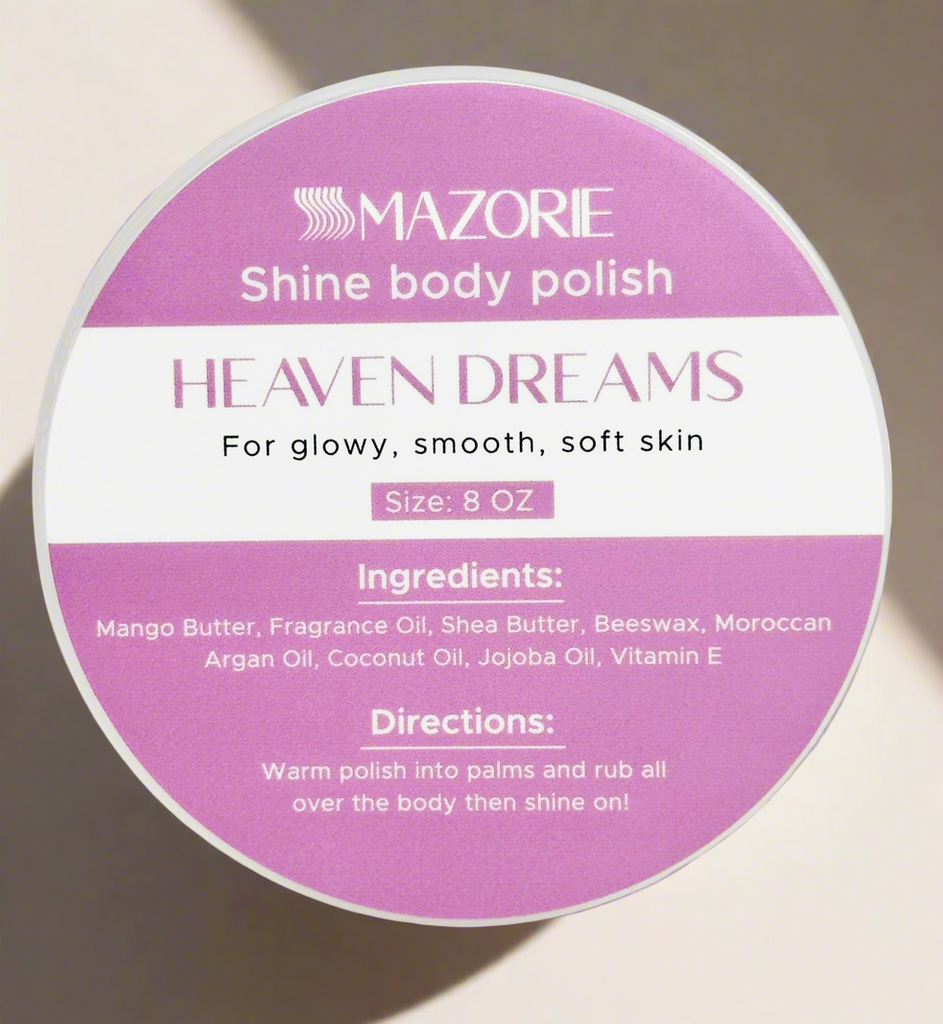 MAZORIE
Shine body polish
HEAVEN DREAMS
For glowy, smooth, soft skin
Size: 8 OZ
Ingredients:
Mango Butter, Fragrance Oil, Shea Butter, Beeswax, Moroccan
Argan Oil, Coconut Oil, Jojoba Oil, Vitamin E
Directions:
Warm polish into palms and rub all
over the body then shine on!